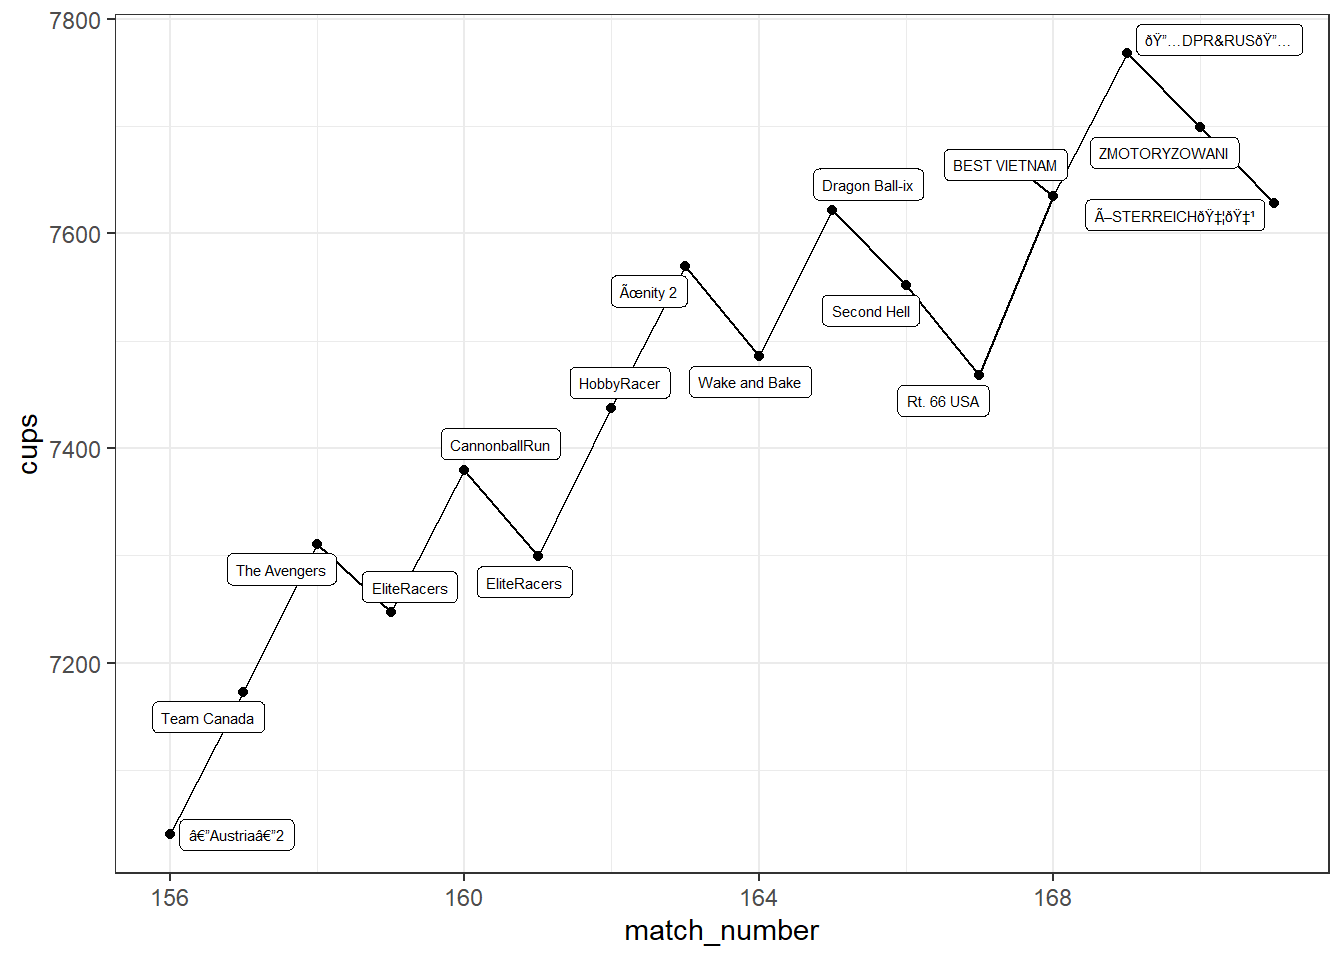 7800
ðŸ”…DPR&RUSðŸ”…
ZMOTORYZOWANI
BEST VIETNAM
Dragon Ball-ix
Ã–STERREICHðŸ‡¦ðŸ‡¹
7600
Ãœnity 2
Second Hell
HobbyRacer
Wake and Bake
Rt. 66 USA
7400
CannonballRun
The Avengers
EliteRacers
EliteRacers
7200
Team Canada
â€”Austriaâ€”2
cups
156
160
164
168
match_number